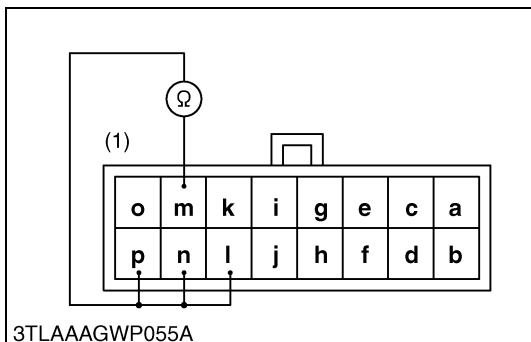 Ω
(1)
o m k i g e c a
p n l j h f d b
3TLAAAGWP055A